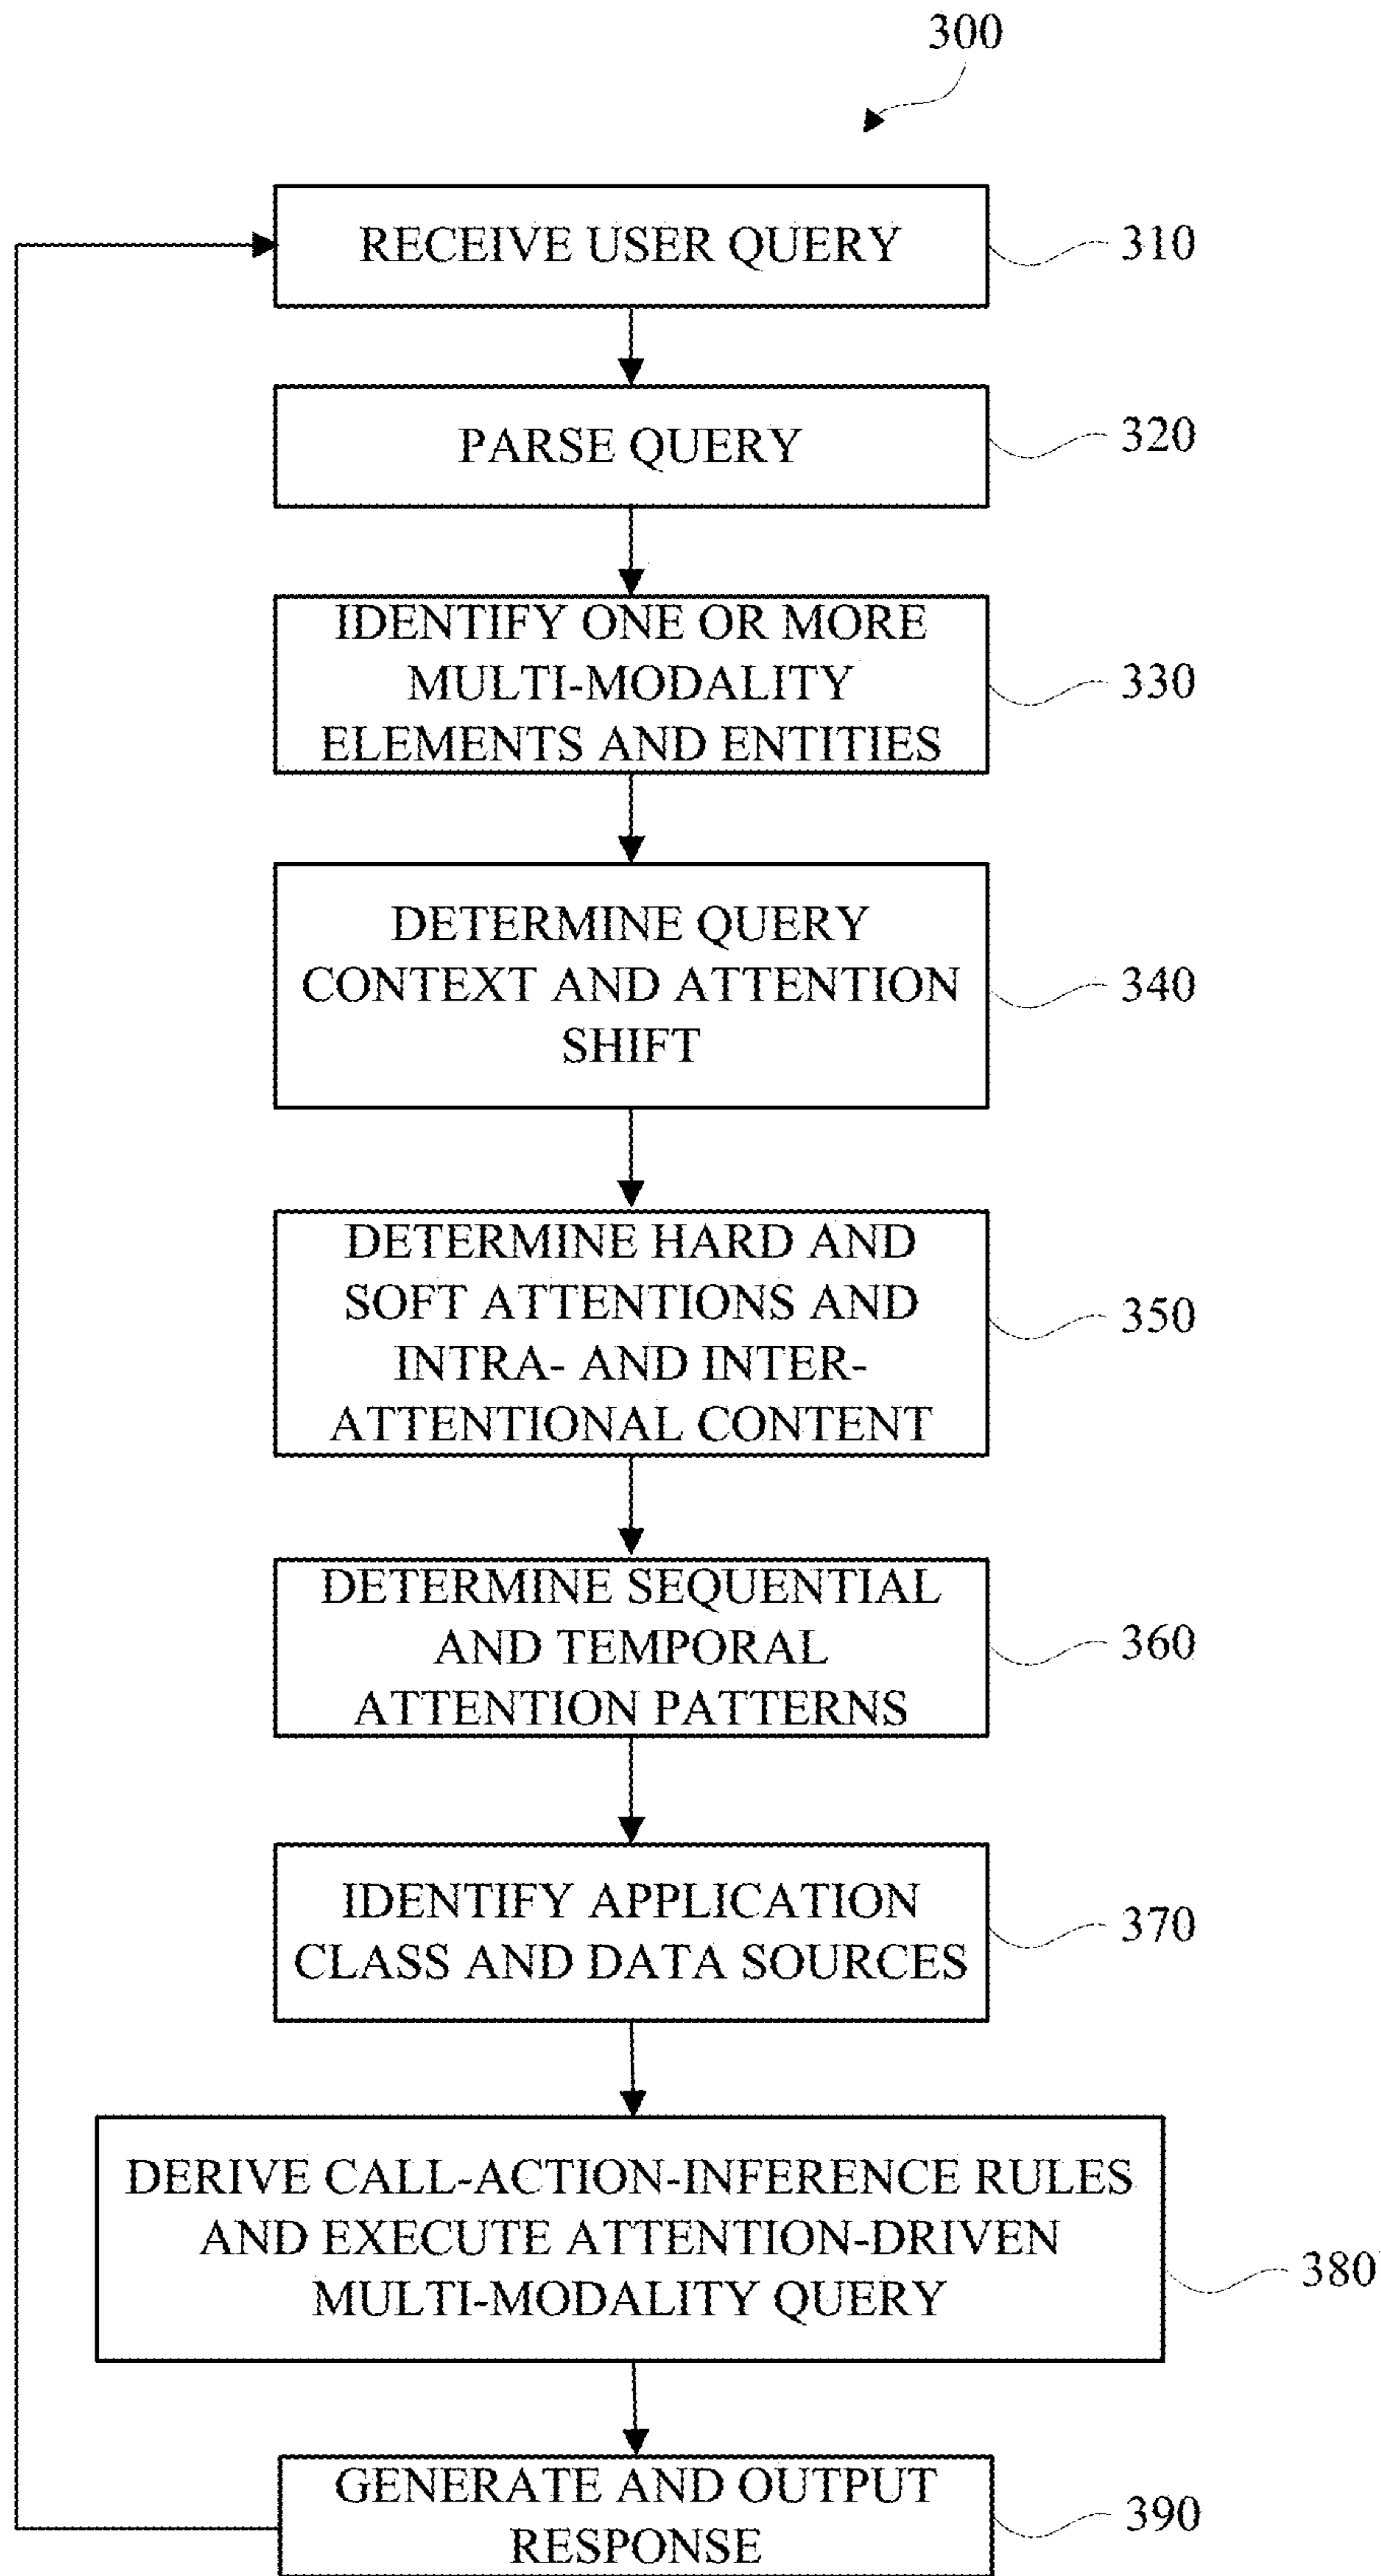 300
RECEIVE USER QUERY
310
PARSE QUERY
320
IDENTIFY ONE OR MORE
MULTI-MODALITY
ELEMENTS AND ENTITIES
330
DETERMINE QUERY
CONTEXT AND ATTENTION
SHIFT
340
DETERMINE HARD AND
SOFT ATTENTIONS AND
INTRA- AND INTER-
ATTENTIONAL CONTENT
350
DETERMINE SEQUENTIAL
AND TEMPORAL
ATTENTION PATTERNS
360
IDENTIFY APPLICATION
CLASS AND DATA SOURCES
370
DERIVE CALL-ACTION-INFERENCE RULES
AND EXECUTE ATTENTION-DRIVEN
MULTI-MODALITY QUERY
380
GENERATE AND OUTPUT
RESPONSE
390